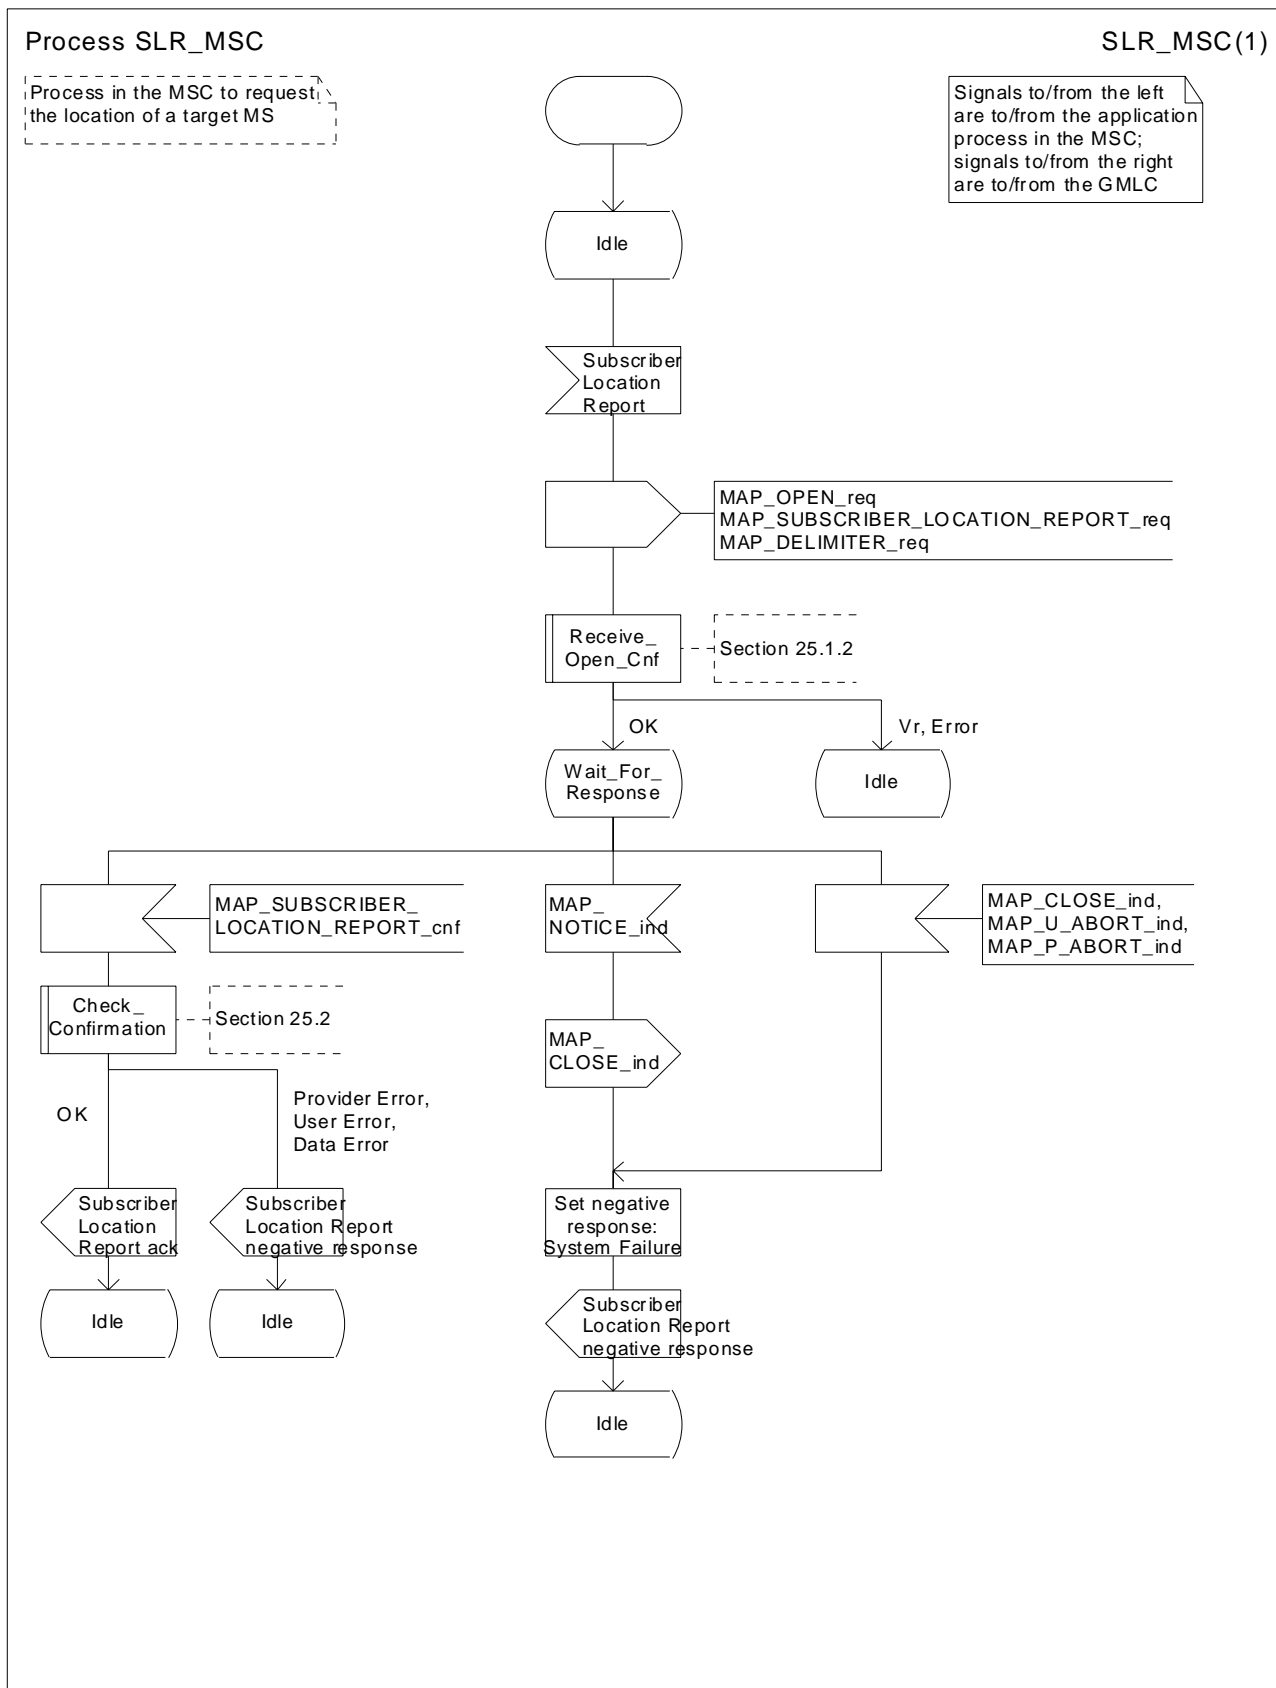 Process SLR_MSC
SLR_MSC(1)
Process in the MSC to request
the location of a target MS
Signals to/from the left
are to/from the application
process in the MSC;
signals to/from the right
are to/from the GMLC
Idle
Subscriber
Location
Report
MAP_OPEN_req
MAP_SUBSCRIBER_LOCATION_REPORT_req
MAP_DELIMITER_req
Receive_
Open_Cnf
Section 25.1.2
OK
Vr, Error
Wait_For_
Response
Idle
MAP_SUBSCRIBER_
LOCATION_REPORT_cnf
MAP_
NOTICE_ind
MAP_CLOSE_ind,
MAP_U_ABORT_ind,
MAP_P_ABORT_ind
Check_
Confirmation
Section 25.2
MAP_
CLOSE_ind
OK
Provider Error,
User Error,
Data Error
Subscriber
Location
Report ack
Subscriber
Location Report
negative response
Set negative
response:
System Failure
Idle
Idle
Subscriber
Location Report
negative response
Idle